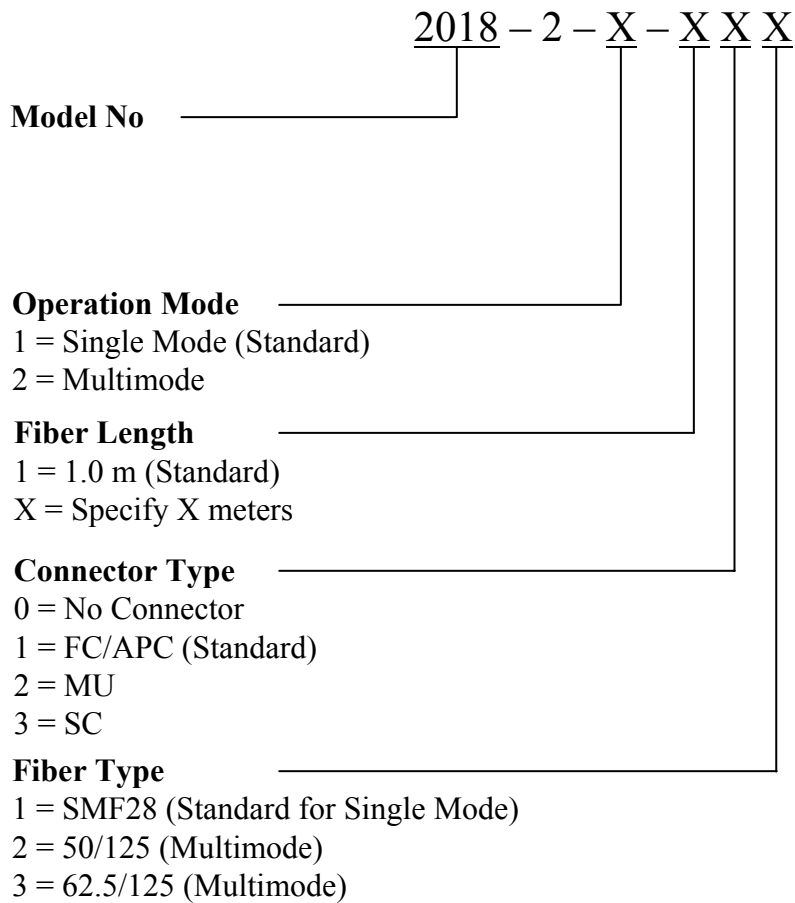 2018 – 2 – X – X X X
Model No
Operation Mode
1 = Single Mode (Standard)
2 = Multimode
Fiber Length
1 = 1.0 m (Standard)
X = Specify X meters
Connector Type
0 = No Connector
1 = FC/APC (Standard)
2 = MU
3 = SC
Fiber Type
1 = SMF28 (Standard for Single Mode)
2 = 50/125 (Multimode)
3 = 62.5/125 (Multimode)